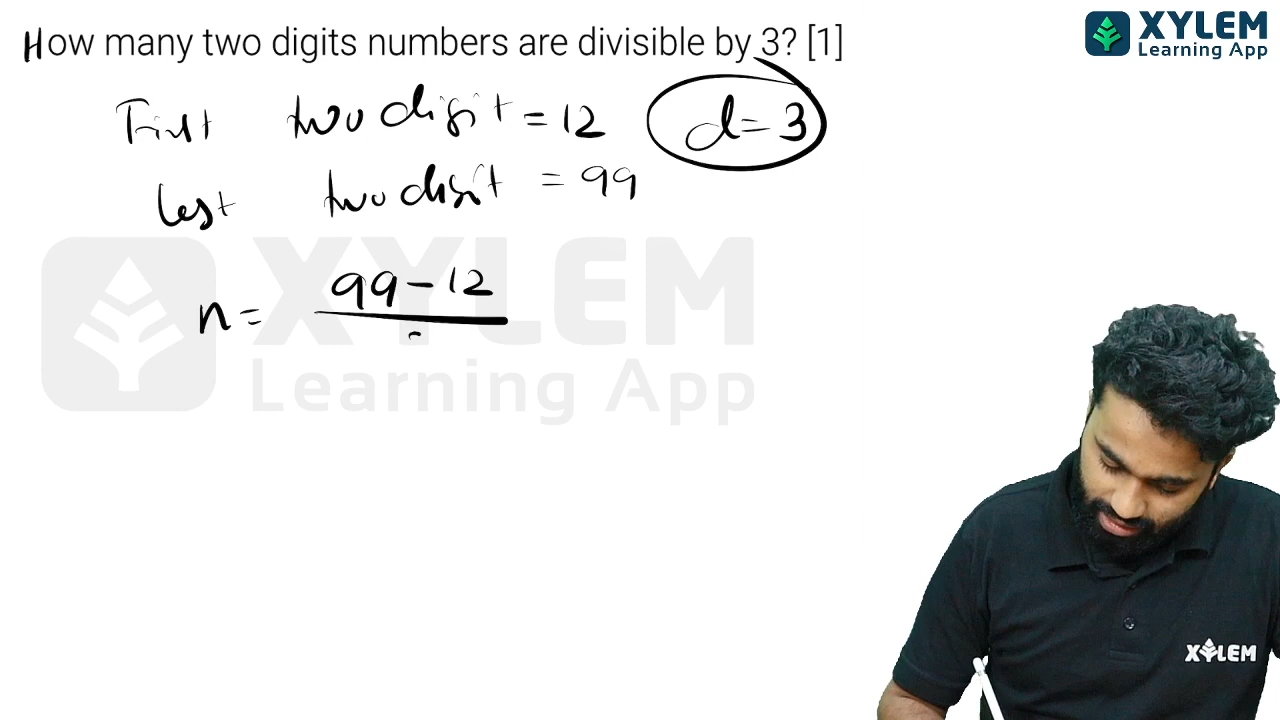 How many two digits numbers are divisible by 3? [1]
XYLEM
Learning App
First two digit = 12
d = 3
last two digit = 99
n = 99 - 12
XYLEM
Learning App
XYLEM